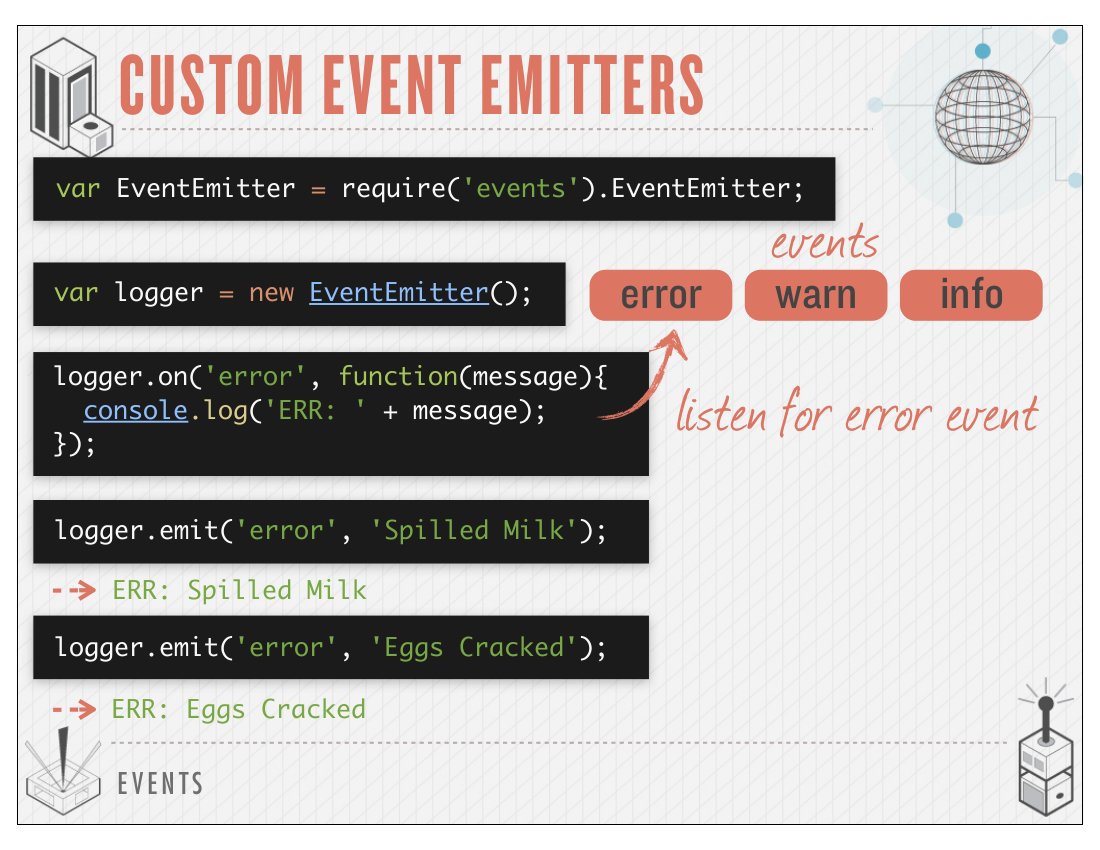 CUSTOM EVENT EMITTERS
var EventEmitter = require('events').EventEmitter;
events
var logger = new EventEmitter();
error
warn
info
logger.on('error', function(message){
  console.log('ERR: ' + message);
});
listen for error event
logger.emit('error', 'Spilled Milk');
ERR: Spilled Milk
logger.emit('error', 'Eggs Cracked');
ERR: Eggs Cracked
EVENTS